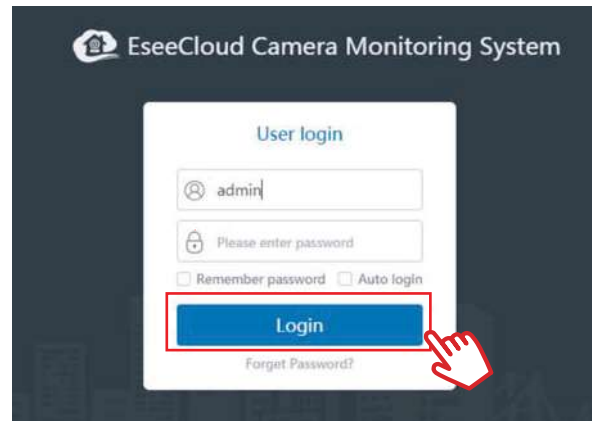 EseeCloud Camera Monitoring System
User login
admin
Please enter password
Remember password Auto login
Login
Forget Password?